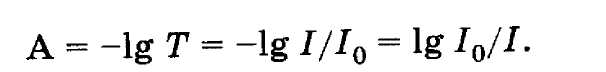 A = −lg T = −lg I/I₀ = lg I₀/I.